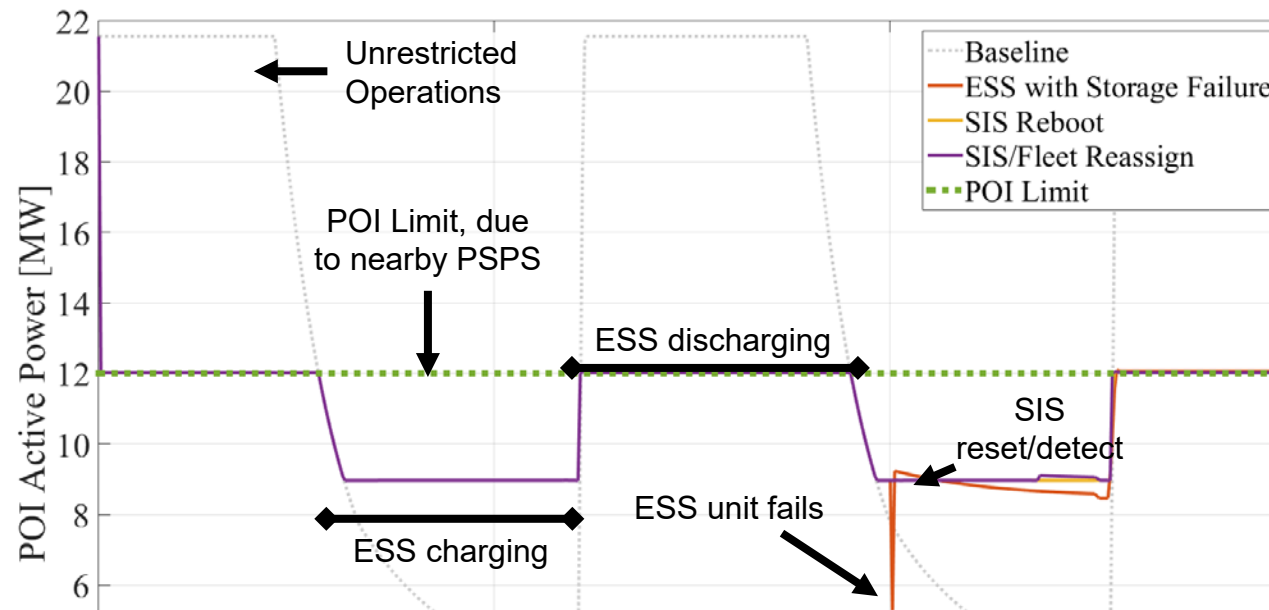 22
20
18
16
14
12
10
8
6
POI Active Power [MW]
Unrestricted
Operations
Baseline
ESS with Storage Failure
SIS Reboot
SIS/Fleet Reassign
POI Limit
POI Limit, due
to nearby PSPS
ESS discharging
SIS
reset/detect
ESS unit fails
ESS charging